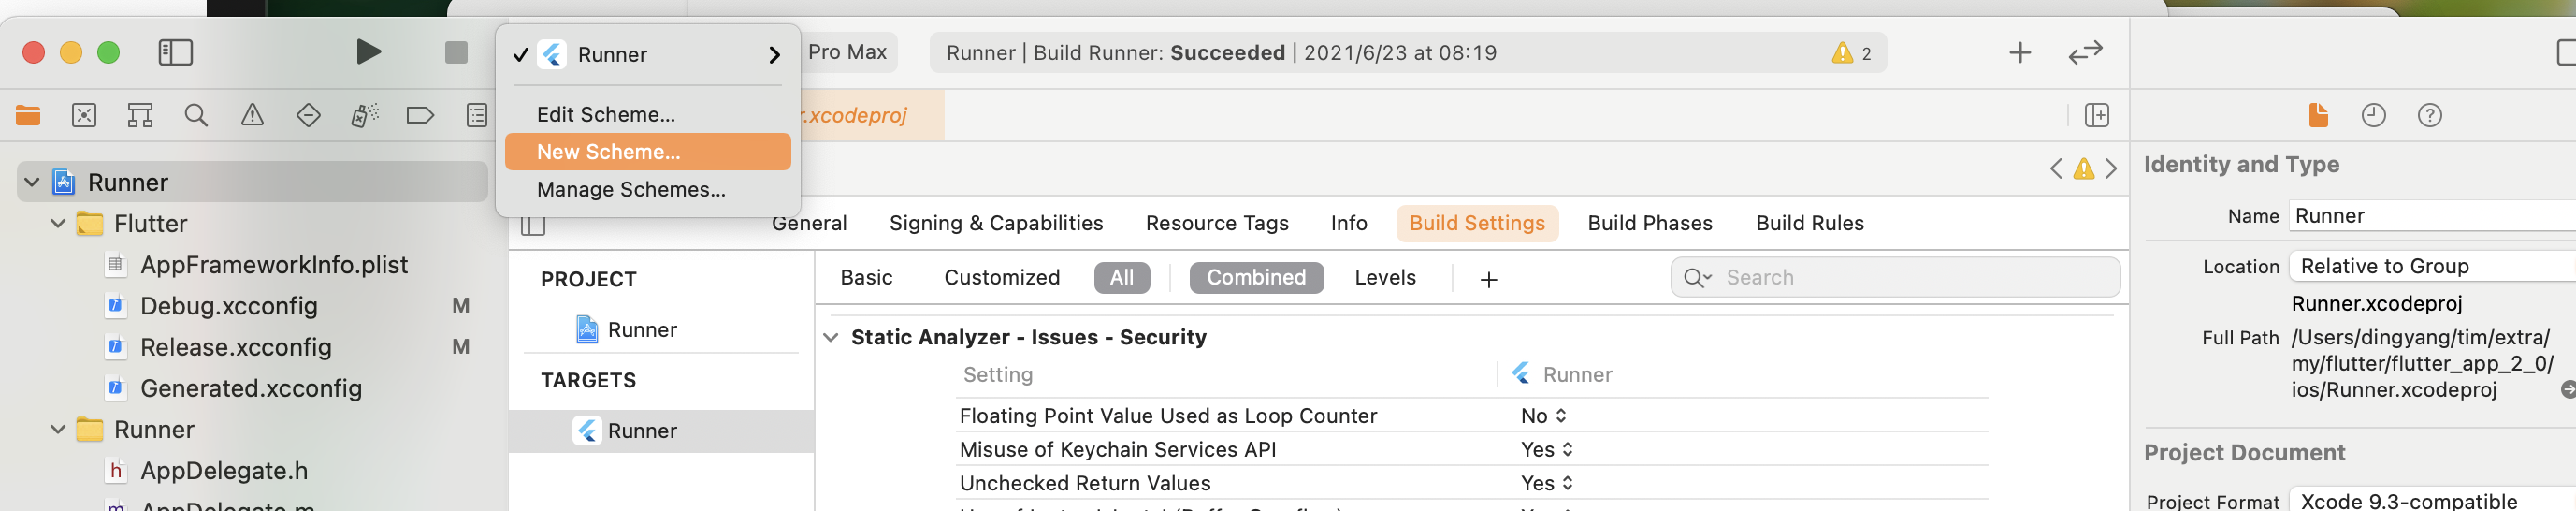 Runner
Pro Max
Runner | Build Runner: Succeeded | 2021/6/23 at 08:19
2
Edit Scheme...
New Scheme...
Manage Schemes...
r.xcodeproj
Runner
Flutter
AppFrameworkInfo.plist
Debug.xcconfig M
Release.xcconfig M
Generated.xcconfig
Runner
AppDelegate.h
General Signing & Capabilities Resource Tags Info Build Settings Build Phases Build Rules
PROJECT
Runner
TARGETS
Runner
Basic Customized All Combined Levels + Search
Static Analyzer - Issues - Security
Setting Runner
Floating Point Value Used as Loop Counter No
Misuse of Keychain Services API Yes
Unchecked Return Values Yes
Identity and Type
Name Runner
Location Relative to Group
Runner.xcodeproj
Full Path /Users/dingyang/tim/extra/
my/flutter/flutter_app_2_0/
ios/Runner.xcodeproj
Project Document
Project Format Xcode 9.3-compatible